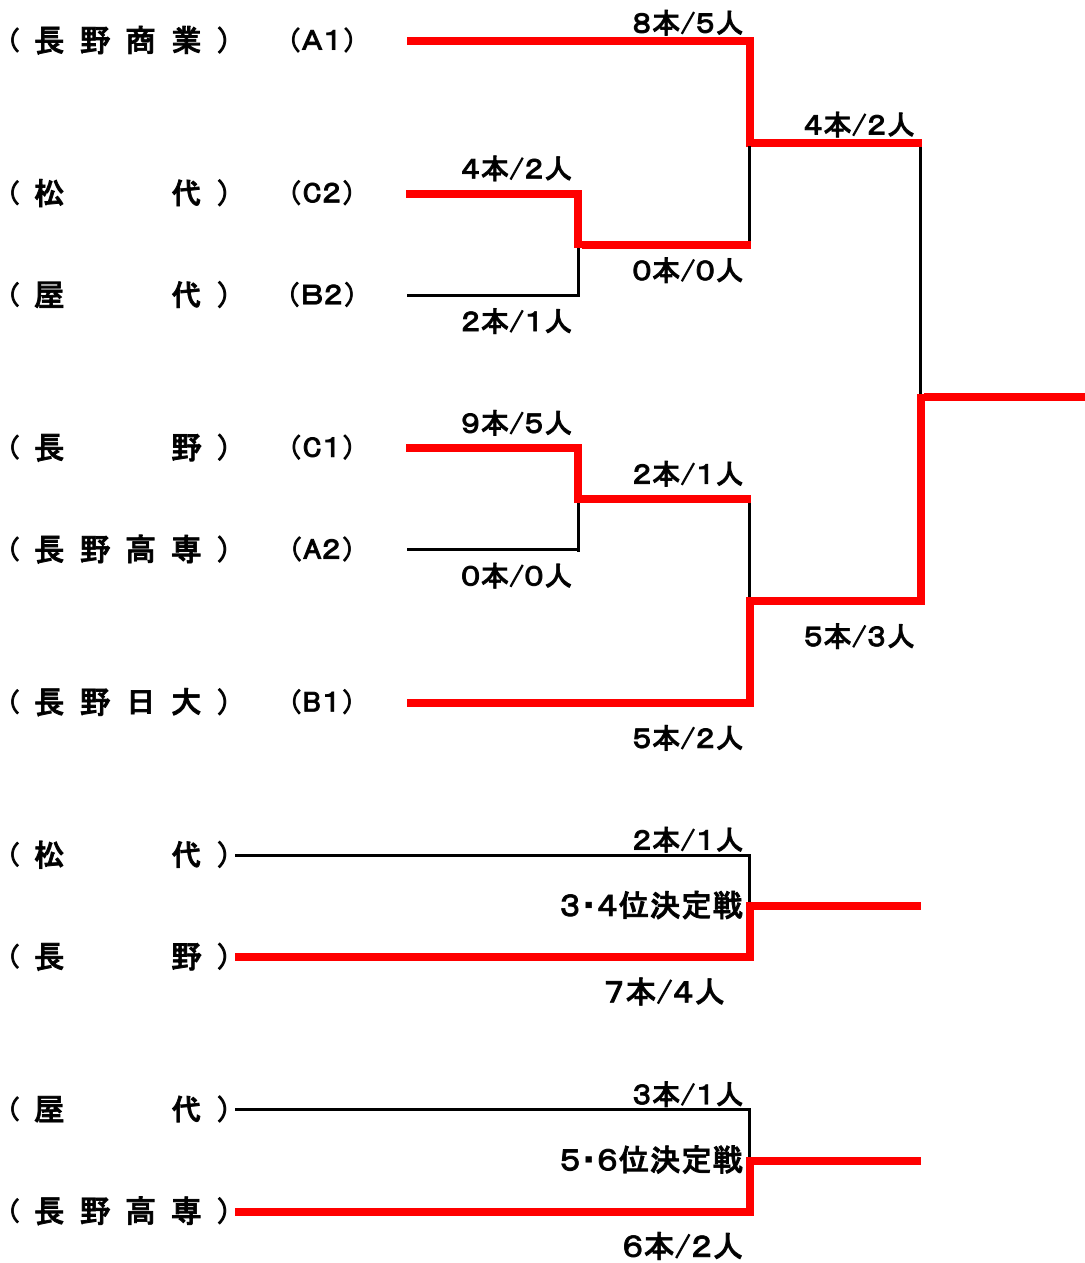 8本/5人
(長野商業) (A1)
4本/2人
4本/2人
(松代) (C2)
0本/0人
(屋代) (B2)
2本/1人
9本/5人
(長野) (C1)
2本/1人
(長野高専) (A2)
0本/0人
5本/3人
(長野日大) (B1)
5本/2人
2本/1人
(松代)
3・4位決定戦
(長野)
7本/4人
3本/1人
(屋代)
5・6位決定戦
(長野高専)
6本/2人